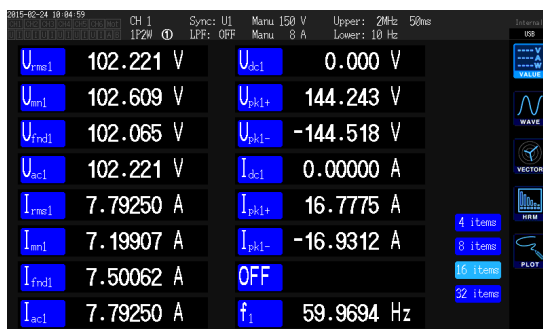 2015-02-24 10:04:59
CH 1 Sync: U1 Manu 150 V Upper: 2MHz 50ms
1P2W ① LPF: OFF Manu 8 A Lower: 10 Hz
Internal
USB
Urms1 102.221 V Udc1 0.000 V
Umn1 102.609 V Upk1+ 144.243 V
Ufnd1 102.065 V Upk1- -144.518 V
Uac1 102.221 V Idc1 0.00000 A
Irms1 7.79250 A Ipk1+ 16.7775 A
Imn1 7.19907 A Ipk1- -16.9312 A
Ifnd1 7.50062 A OFF
Iac1 7.79250 A f1 59.9694 Hz
4 items
8 items
16 items
32 items
V
A
W
VALUE
WAVE
VECTOR
HRM
PLOT